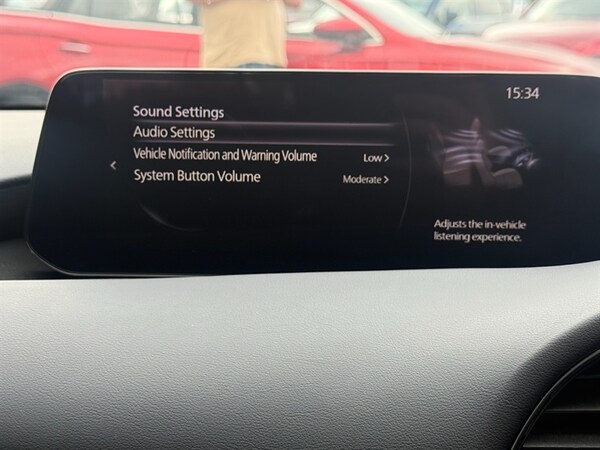 15:34
Sound Settings
Audio Settings
Vehicle Notification and Warning Volume Low >
System Button Volume Moderate >
Adjusts the in-vehicle
listening experience.